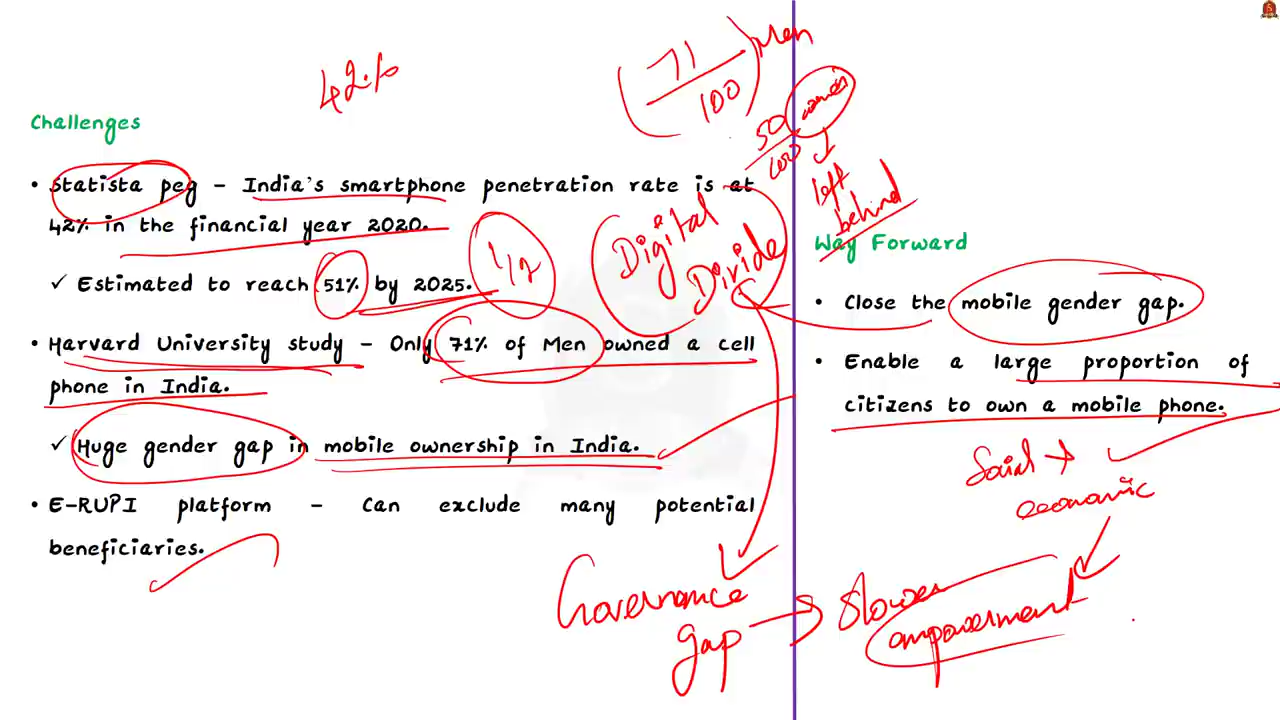 42%
71
100
Men
50
100
women
left
behind
Challenges
• Statista peg – India's smartphone penetration rate is at
42% in the financial year 2020.
✓ Estimated to reach 51% by 2025.
1/2
Digital
Divide
• Harvard University study – Only 71% of Men owned a cell
phone in India.
✓ Huge gender gap in mobile ownership in India.
• E-RUPI platform – Can exclude many potential
beneficiaries.
Governance
gap →
Way Forward
• Close the mobile gender gap.
• Enable a large proportion of
citizens to own a mobile phone.
Social →
economic
Slower
empowerment